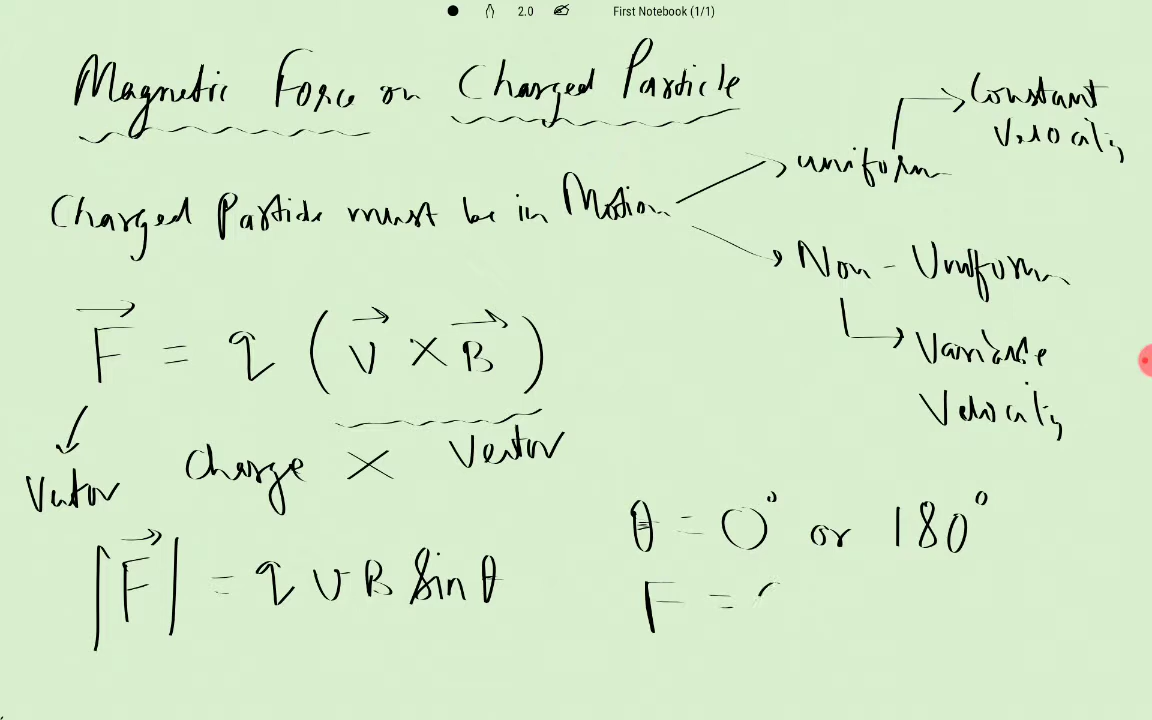 2.0 First Notebook (1/1)
Magnetic Force on Charged Particle
Constant
Velocity
uniform
Charged Particle must be in Motion
Non - Uniform
F = q ( V × B )
Variable
Velocity
Charge × Vector
Vector
|F| = q v B Sin θ
θ = 0° or 180°
F =